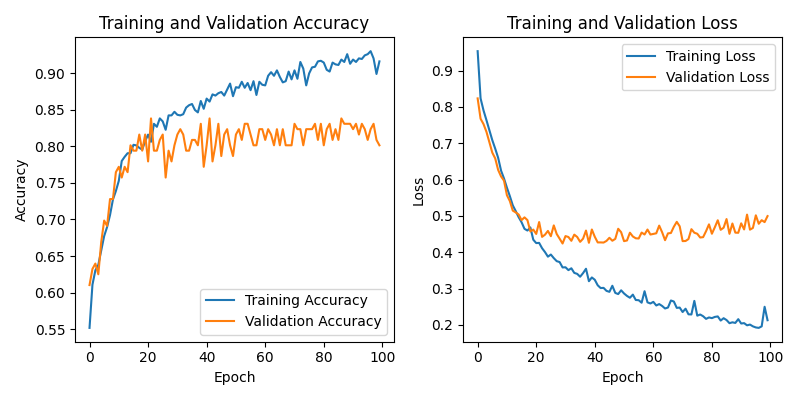 Training and Validation Accuracy
Accuracy
0.90
0.85
0.80
0.75
0.70
0.65
0.60
0.55
0 20 40 60 80 100
Epoch
Training Accuracy
Validation Accuracy
Training and Validation Loss
Loss
0.9
0.8
0.7
0.6
0.5
0.4
0.3
0.2
0 20 40 60 80 100
Epoch
Training Loss
Validation Loss